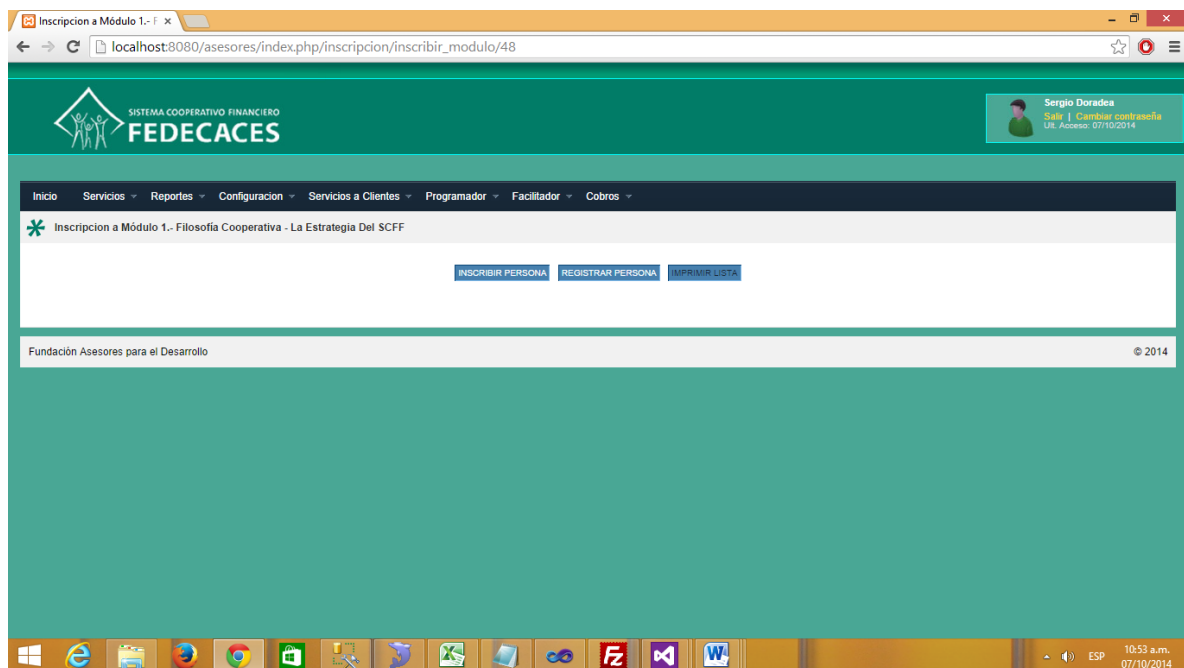 Inscripcion a Módulo 1.- F
localhost:8080/asesores/index.php/inscripcion/inscribir_modulo/48
SISTEMA COOPERATIVO FINANCIERO
FEDECACES
Sergio Doradea
Salir | Cambiar contraseña
Ult. Acceso: 07/10/2014
Inicio Servicios Reportes Configuracion Servicios a Clientes Programador Facilitador Cobros
Inscripcion a Módulo 1.- Filosofía Cooperativa - La Estrategia Del SCFF
INSCRIBIR PERSONA REGISTRAR PERSONA IMPRIMIR LISTA
Fundación Asesores para el Desarrollo © 2014
ESP 10:53 a.m.
07/10/2014